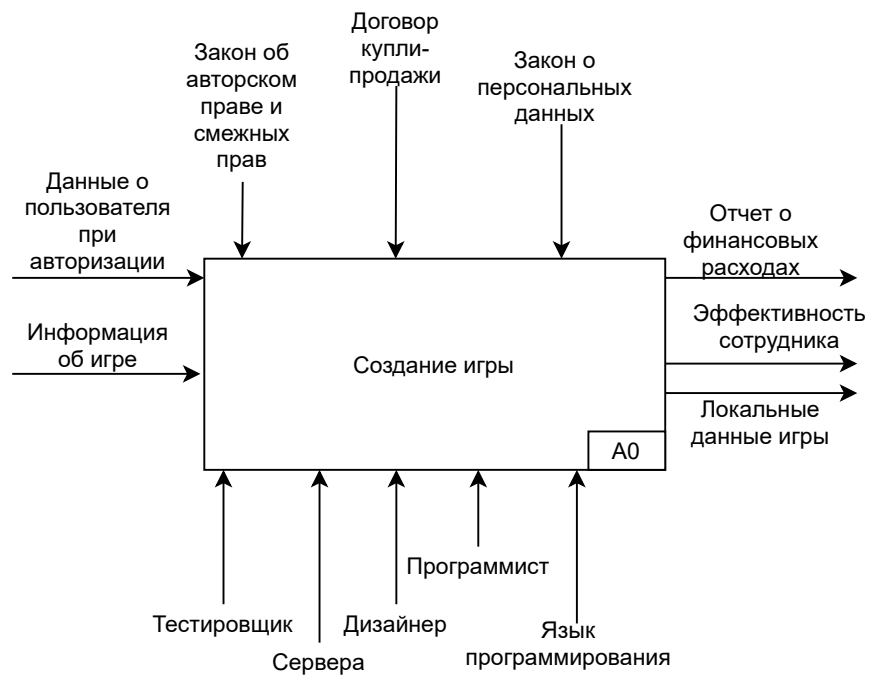 Закон об
авторском
праве и
смежных
прав
Договор
купли-
продажи
Закон о
персональных
данных
Данные о
пользователя
при
авторизации
Информация
об игре
Создание игры
A0
Отчет о
финансовых
расходах
Эффективность
сотрудника
Локальные
данные игры
Тестировщик
Сервера
Дизайнер
Программист
Язык
программирования